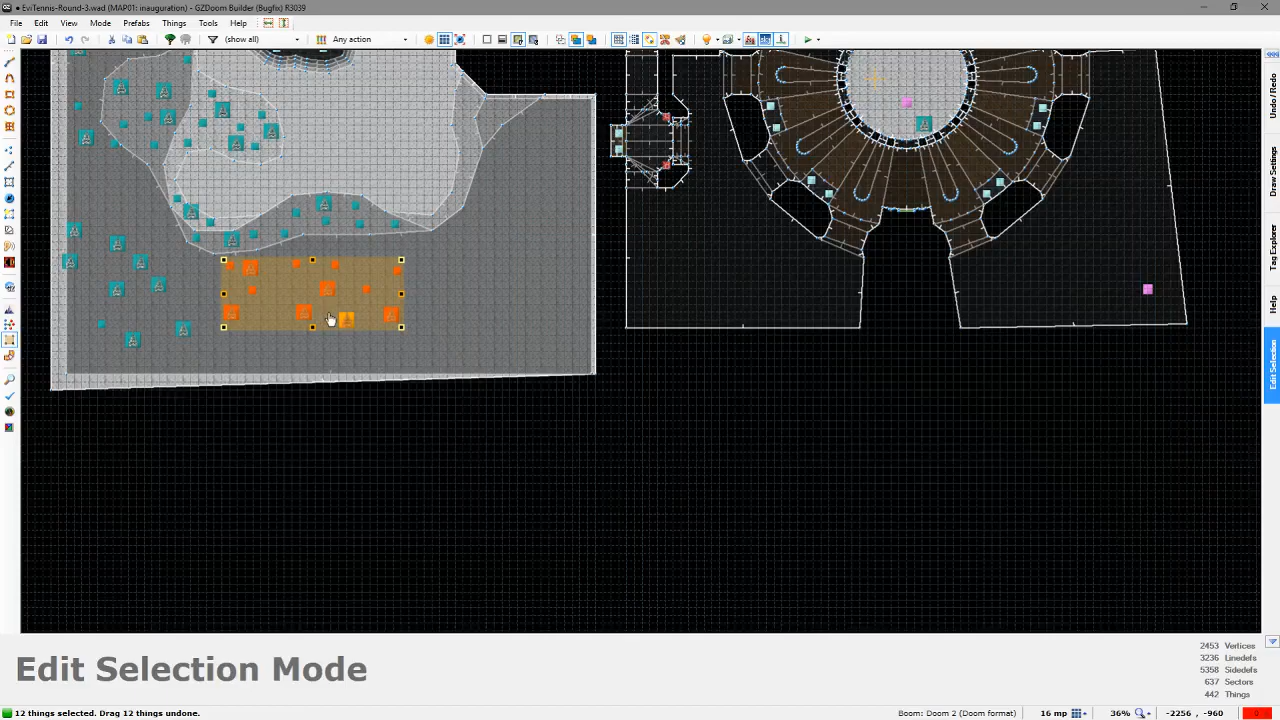 EviTennis-Round-3.wad (MAP01: inauguration) - GZDoom Builder (Bugfix) R3039
File Edit View Mode Prefabs Things Tools Help
(show all) Any action
Undo / Redo
Draw Settings
Tag Explorer
Help
Edit Selection
Edit Selection Mode
2453 Vertices
3236 Linedefs
5358 Sidedefs
637 Sectors
442 Things
12 things selected. Drag 12 things undone.
Boom: Doom 2 (Doom format) 16 mp 36% -2256 , -960